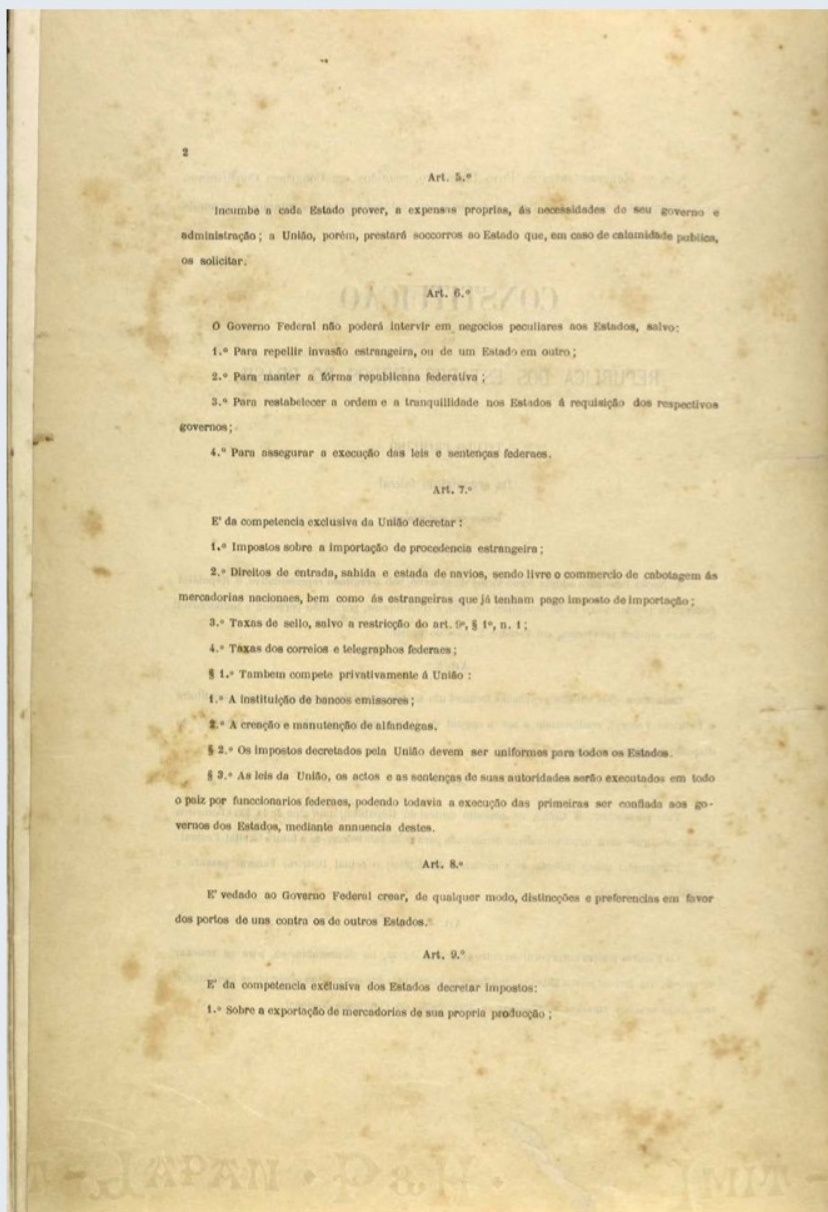 2
Art. 5.º
Incumbe a cada Estado prover, a expensas proprias, ás necessidades de seu governo e
administração; a União, porém, prestará soccorros ao Estado que, em caso de calamidade publica,
os solicitar.
Art. 6.º
O Governo Federal não poderá intervir em negocios peculiares aos Estados, salvo:
1.º Para repellir invasão estrangeira, ou de um Estado em outro;
2.º Para manter a fórma republicana federativa;
3.º Para restabelecer a ordem e a tranquillidade nos Estados á requisição dos respectivos
governos;
4.º Para assegurar a execução das leis e sentenças federaes.
Art. 7.º
E' da competencia exclusiva da União decretar:
1.º Impostos sobre a importação de procedencia estrangeira;
2.º Direitos de entrada, sahida e estada de navios, sendo livre o commercio de cabotagem ás
mercadorias nacionaes, bem como ás estrangeiras que já tenham pago imposto de importação;
3.º Taxas de sello, salvo a restricção do art. 9º, § 1º, n. 1;
4.º Taxas dos correios e telegraphos federaes;
§ 1.º Tambem compete privativamente á União:
1.º A instituição de bancos emissores;
2.º A creação e manutenção de alfandegas.
§ 2.º Os impostos decretados pela União devem ser uniformes para todos os Estados.
§ 3.º As leis da União, os actos e as sentenças de suas autoridades serão executados em todo
o paiz por funccionarios federaes, podendo todavia a execução das primeiras ser confiada aos go-
vernos dos Estados, mediante annuencia destes.
Art. 8.º
E' vedado ao Governo Federal crear, de qualquer modo, distincções e preferencias em favor
dos portos de uns contra os de outros Estados.
Art. 9.º
E' da competencia exclusiva dos Estados decretar impostos:
1.º Sobre a exportação de mercadorias de sua propria producção;
JAPAN · P & H ·
IMIT -